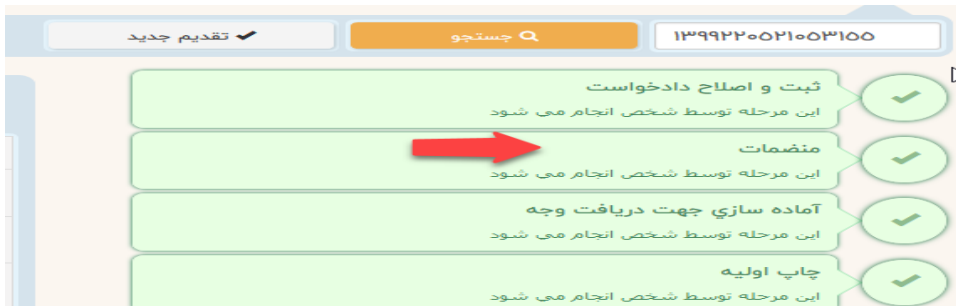 ۱۳۹۹۲۲۰۰۵۲۱۰۰۵۳۱۵۵
جستجو
تقدیم جدید
ثبت و اصلاح دادخواست
این مرحله توسط شخص انجام می شود
منضمات
این مرحله توسط شخص انجام می شود
آماده سازي جهت دریافت وجه
این مرحله توسط شخص انجام می شود
چاپ اولیه
این مرحله توسط شخص انجام می شود